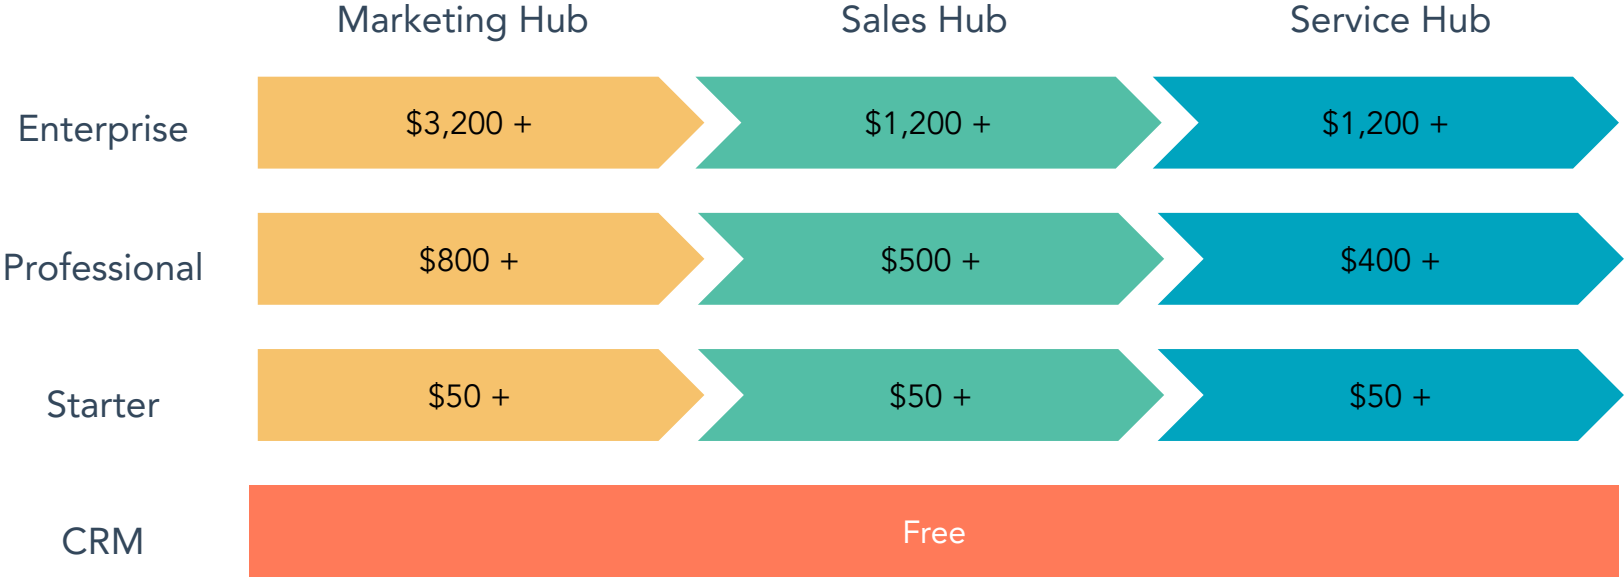 Marketing Hub Sales Hub Service Hub
Enterprise $3,200 + $1,200 + $1,200 +
Professional $800 + $500 + $400 +
Starter $50 + $50 + $50 +
CRM Free